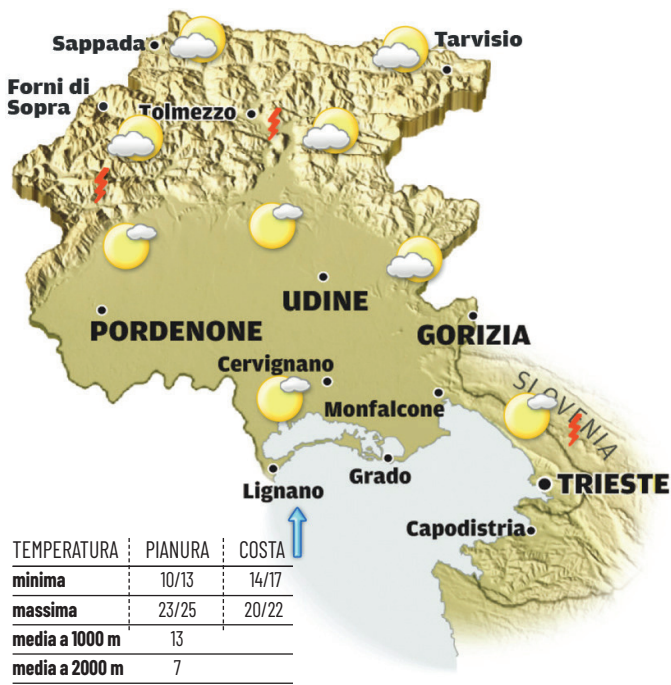 Sappada
Tarvisio
Forni di
Sopra
Tolmezzo
UDINE
PORDENONE
GORIZIA
Cervignano
SLOVENIA
Monfalcone
Grado
Lignano
TRIESTE
Capodistria
TEMPERATURA PIANURA COSTA
minima 10/13 14/17
massima 23/25 20/22
media a 1000 m 13
media a 2000 m 7